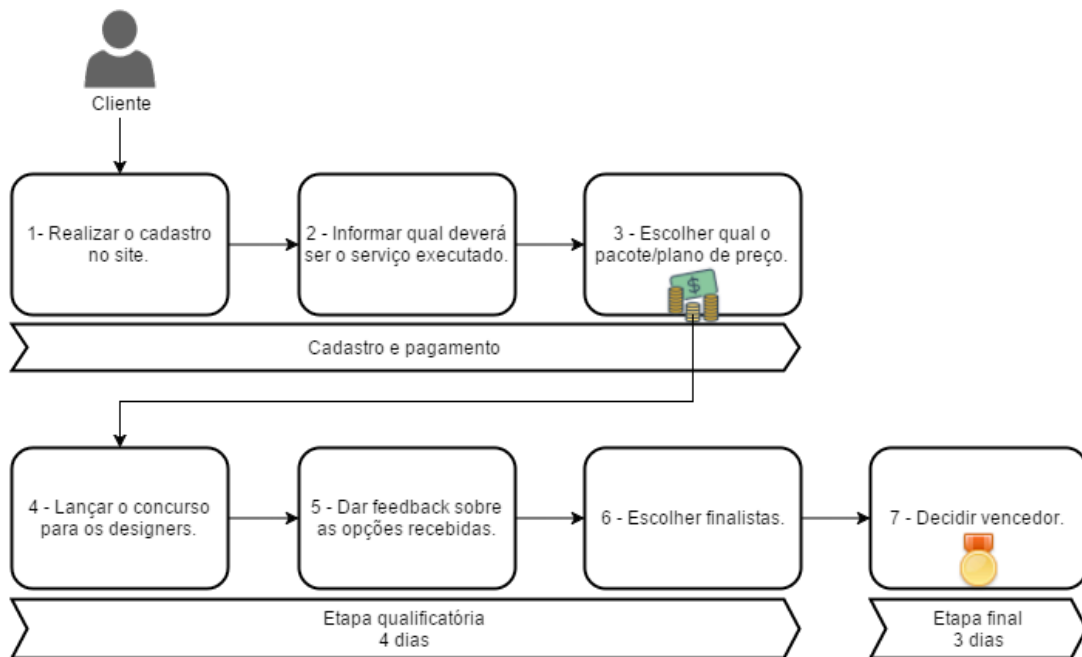 Cliente
1- Realizar o cadastro
no site.
2 - Informar qual deverá
ser o serviço executado.
3 - Escolher qual o
pacote/plano de preço.
$
Cadastro e pagamento
4 - Lançar o concurso
para os designers.
5 - Dar feedback sobre
as opções recebidas.
6 - Escolher finalistas.
7 - Decidir vencedor.
Etapa qualificatória
4 dias
Etapa final
3 dias